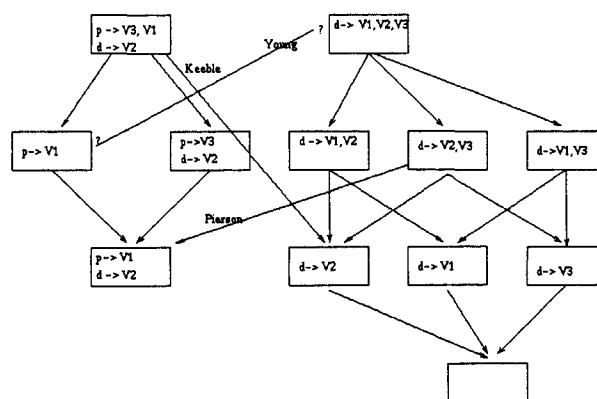 p -> V3, V1
d -> V2
Young
?
d -> V1,V2,V3
Keeble
p -> V1
?
p->V3
d -> V2
d -> V1,V2
d -> V2,V3
d ->V1,V3
Pierson
p -> V1
d -> V2
d -> V2
d -> V1
d -> V3